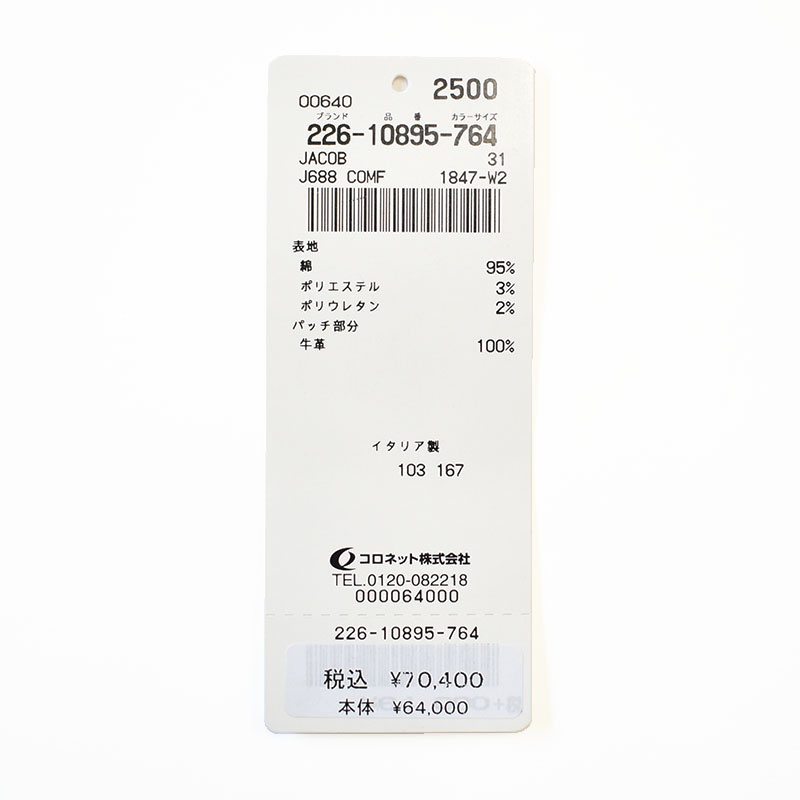 2500
00640
ブランド 品番 カラーサイズ
226-10895-764
JACOB 31
J688 COMF 1847-W2
表地
綿 95%
ポリエステル 3%
ポリウレタン 2%
パッチ部分
牛革 100%
イタリア製
103 167
コロネット株式会社
TEL.0120-082218
000064000
226-10895-764
税込 ¥70,400
本体 ¥64,000